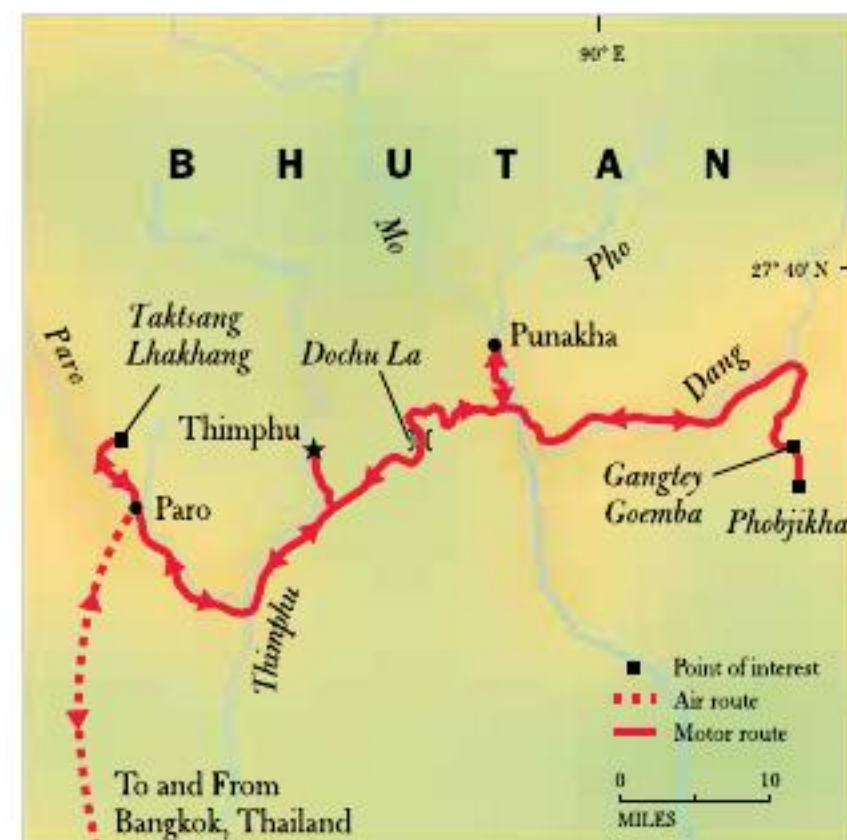 90° E
B H U T A N
Mo
Pho
27° 40' N
Paro
Taktsang
Lhakhang
Dochu La
Punakha
Dang
Thimphu
Gangtey
Goemba
Phobjikha
Paro
Thimphu
Point of interest
Air route
Motor route
0 10
MILES
To and From
Bangkok, Thailand